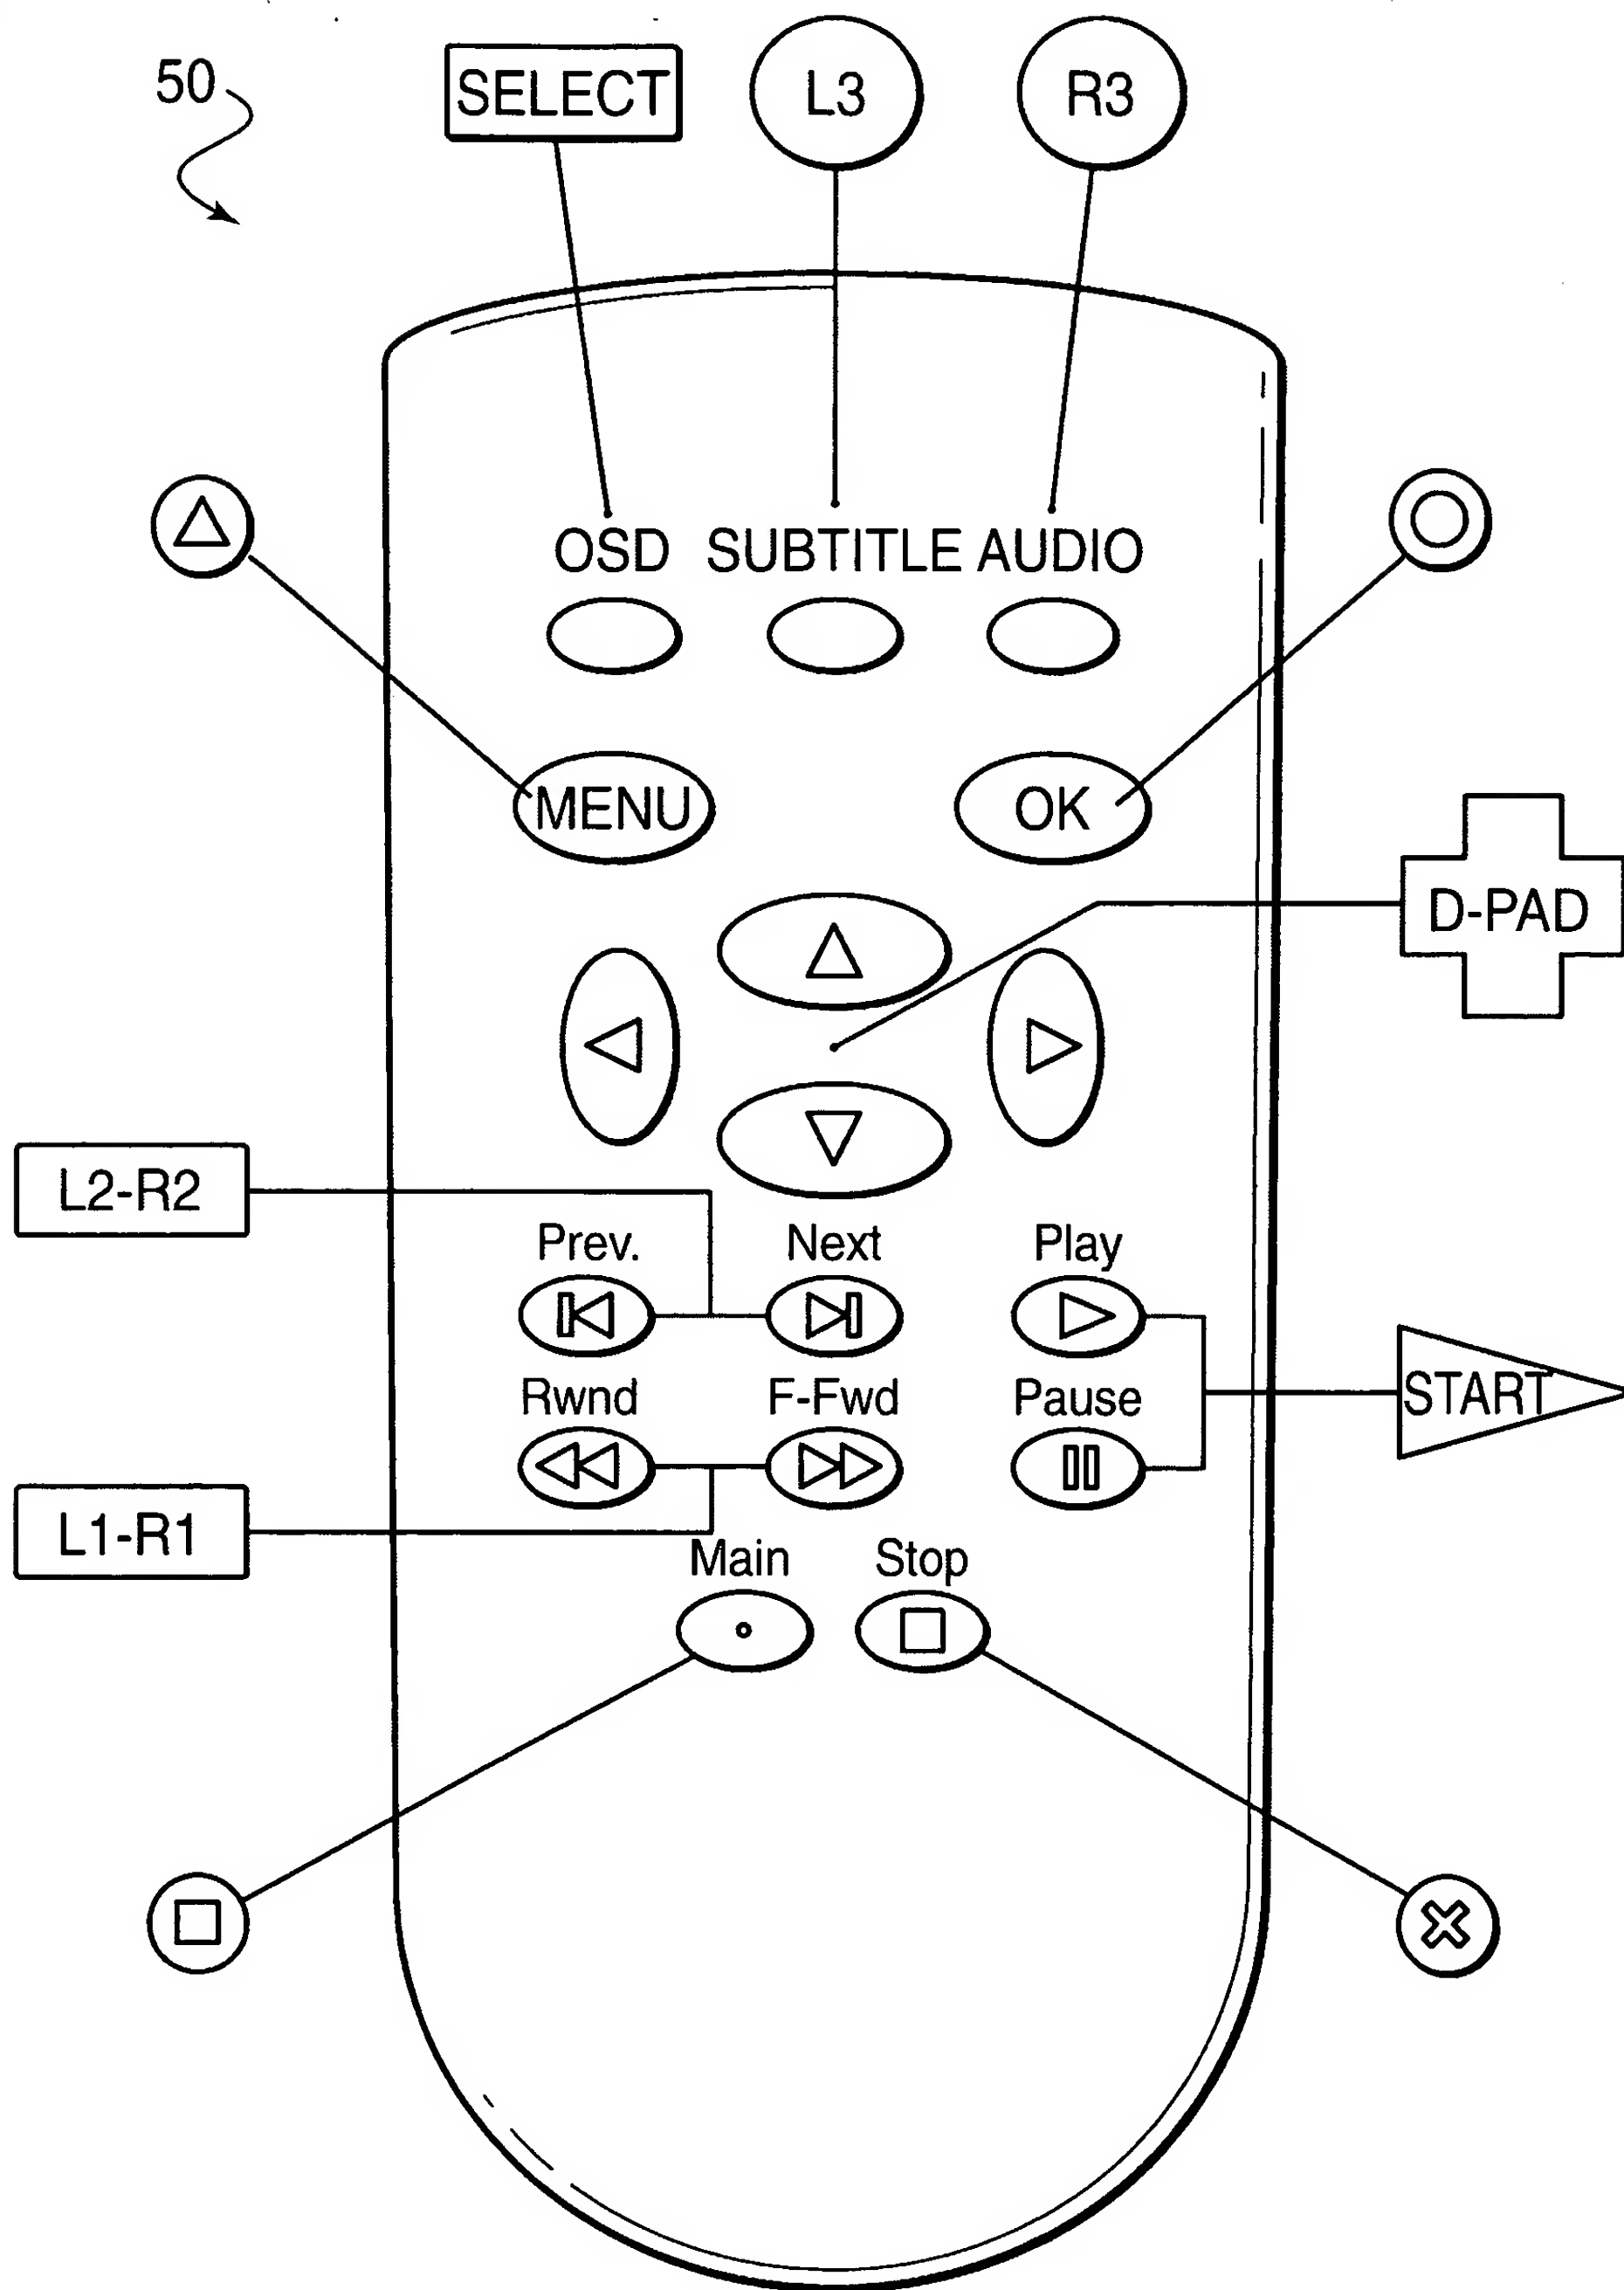 50
SELECT
L3
R3
OSD SUBTITLE AUDIO
MENU
OK
D-PAD
L2-R2
Prev. Next Play
Rwnd F-Fwd Pause
START
L1-R1
Main Stop